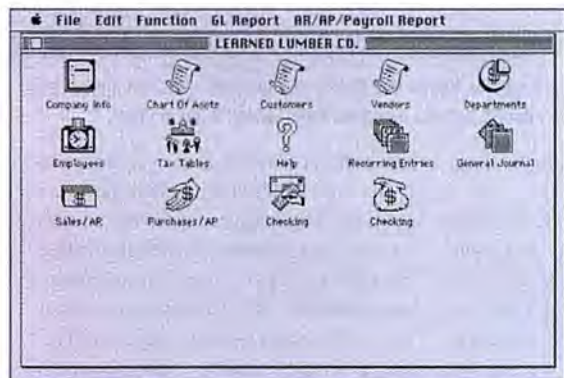 File Edit Function GL Report AR/AP/Payroll Report
LEARNED LUMBER CO.
Company Info Chart Of Accts Customers Vendors Departments
Employees Tax Tables Help Recurring Entries General Journal
Sales/AR Purchases/AP Checking Checking